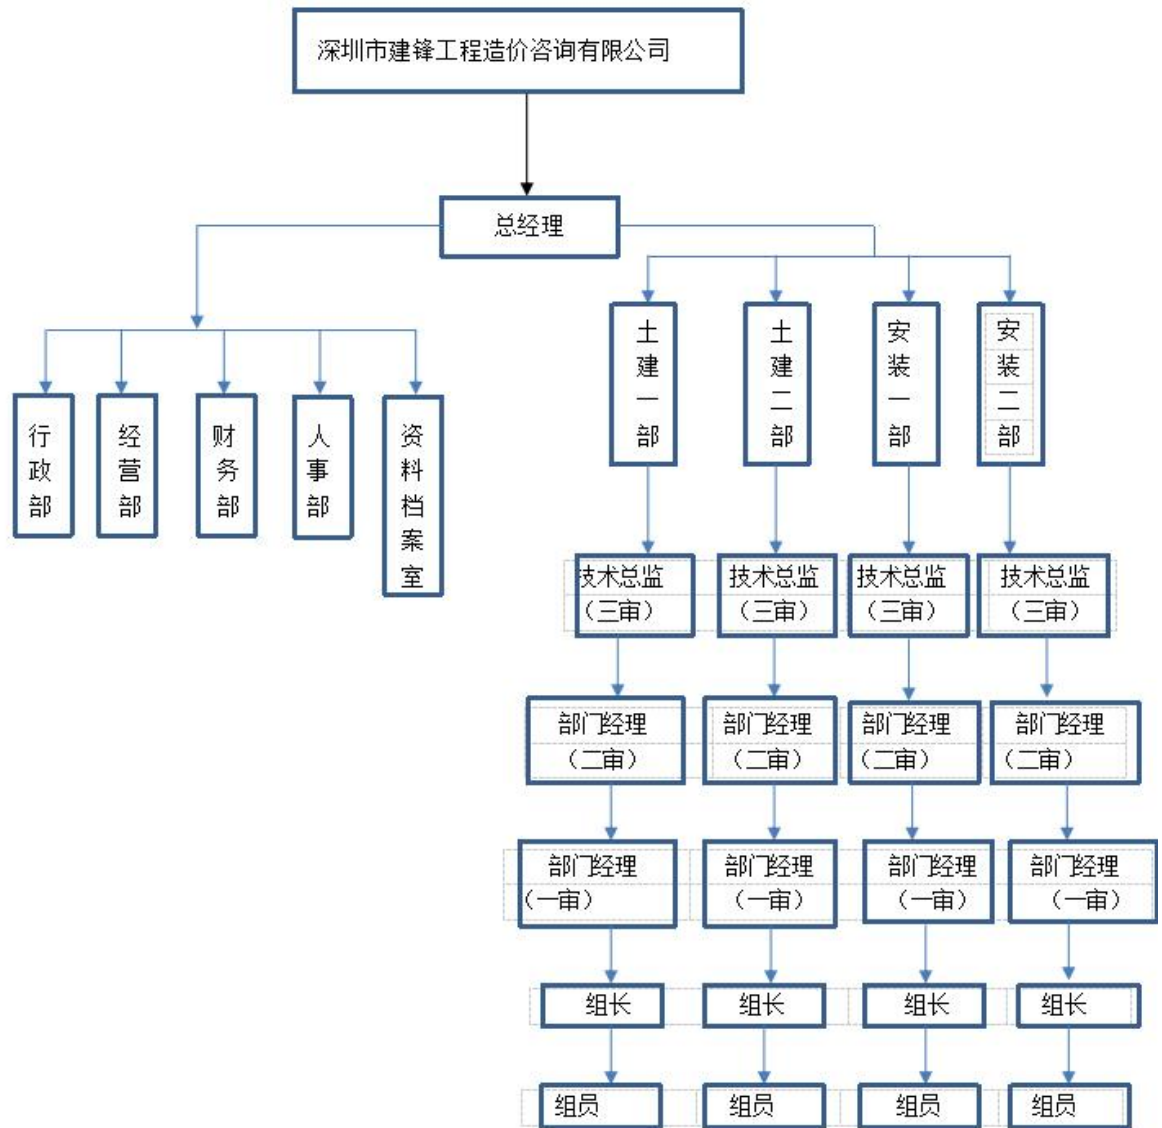 深圳市建锋工程造价咨询有限公司
总经理
土建一部
土建二部
安装一部
安装二部
行政部
经营部
财务部
人事部
资料档案室
技术总监
（三审）
技术总监
（三审）
技术总监
（三审）
技术总监
（三审）
部门经理
（二审）
部门经理
（二审）
部门经理
（二审）
部门经理
（二审）
部门经理
（一审）
部门经理
（一审）
部门经理
（一审）
部门经理
（一审）
组长
组长
组长
组长
组员
组员
组员
组员